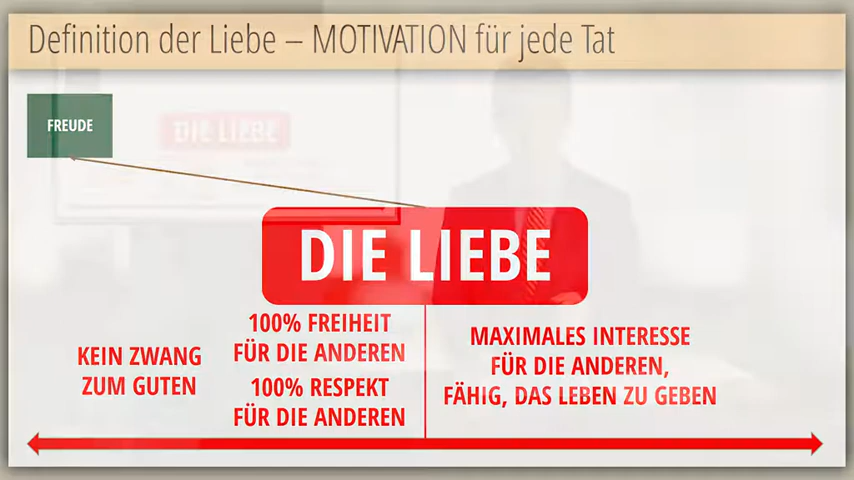 Definition der Liebe – MOTIVATION für jede Tat
FREUDE
DIE LIEBE
DIE LIEBE
KEIN ZWANG
ZUM GUTEN
100% FREIHEIT
FÜR DIE ANDEREN
100% RESPEKT
FÜR DIE ANDEREN
MAXIMALES INTERESSE
FÜR DIE ANDEREN,
FÄHIG, DAS LEBEN ZU GEBEN